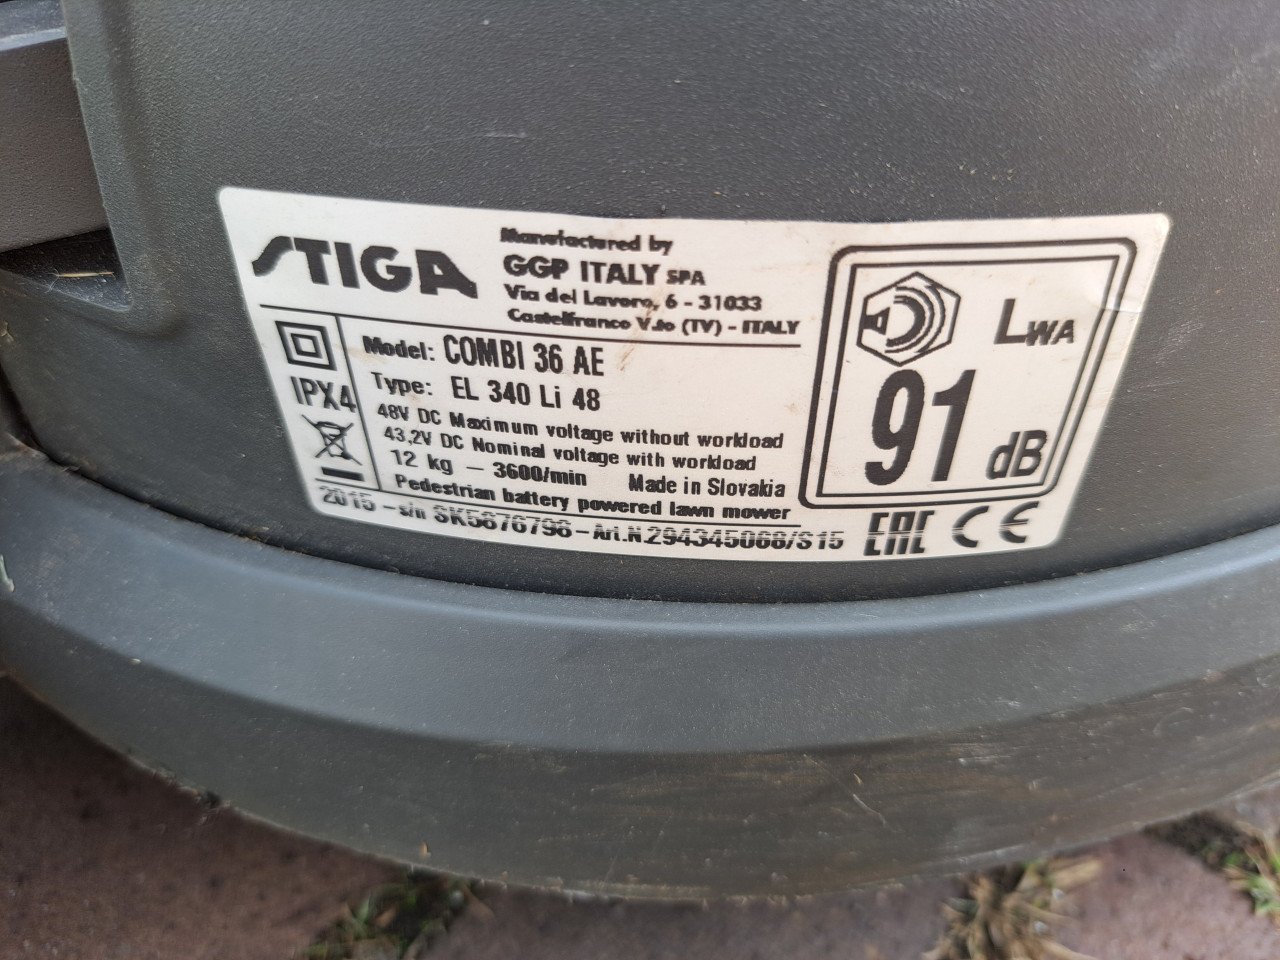 STIGA
Manufactured by
GGP ITALY SPA
Via del Lavoro, 6 - 31033
Castelfranco V.to (TV) - ITALY
IPX4
Model: COMBI 36 AE
Type: EL 340 Li 48
48V DC Maximum voltage without workload
43,2V DC Nominal voltage with workload
12 kg – 3600/min Made in Slovakia
Pedestrian battery powered lawn mower
2015 - s/n SK5676796 - Art.N.294345068/S15
LWA
91 dB
EAC CE